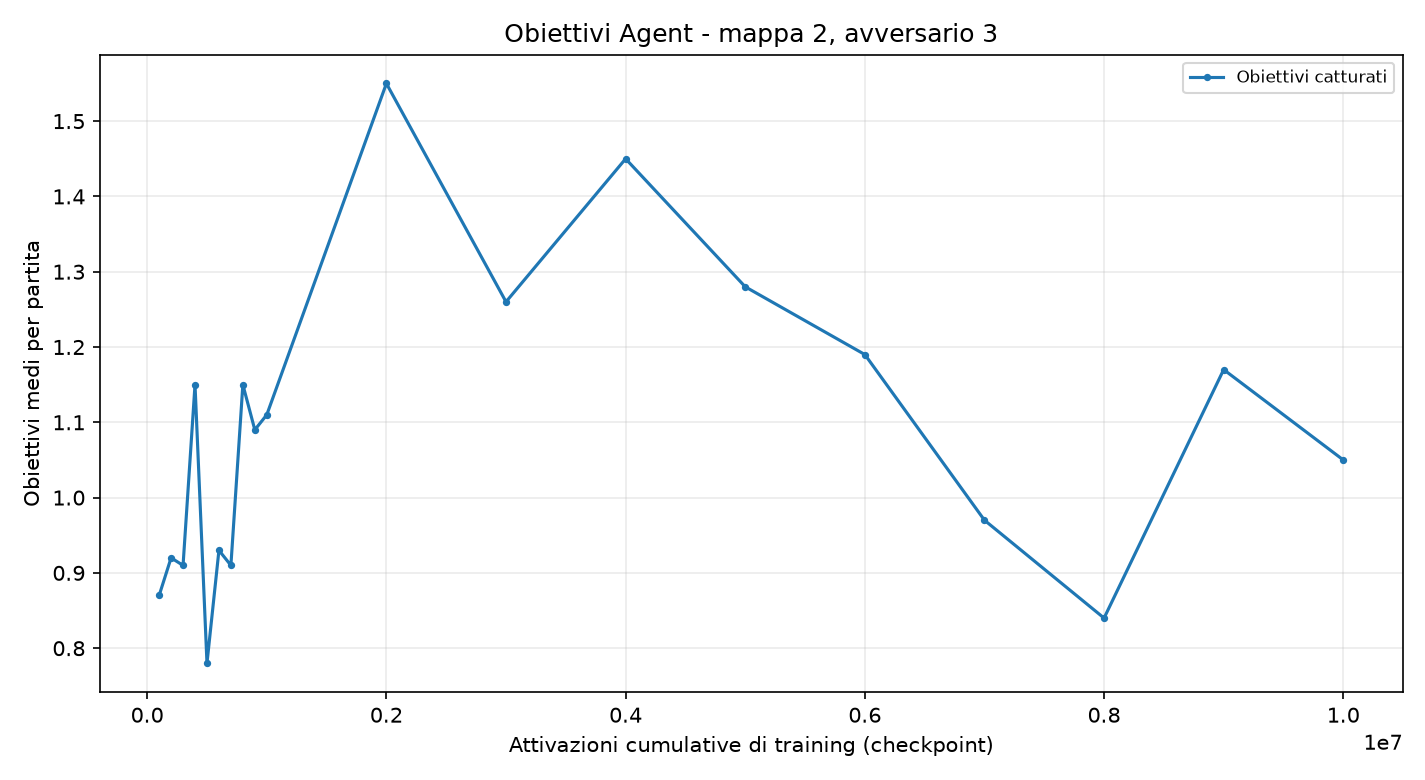 Obiettivi Agent - mappa 2, avversario 3
Obiettivi catturati
Obiettivi medi per partita
1.5
1.4
1.3
1.2
1.1
1.0
0.9
0.8
0.0
0.2
0.4
0.6
0.8
1.0
1e7
Attivazioni cumulative di training (checkpoint)